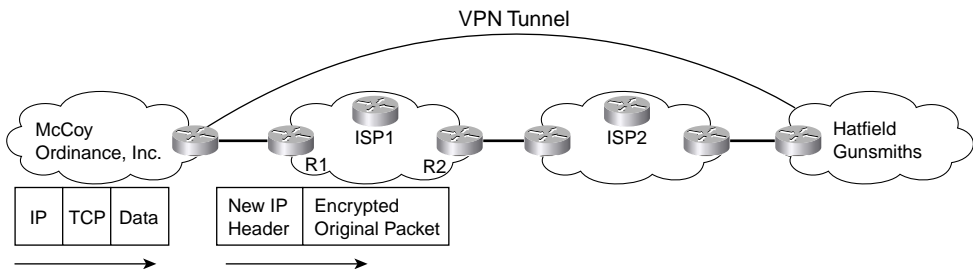 VPN Tunnel
McCoy
Ordinance, Inc.
ISP1
R1
R2
ISP2
Hatfield
Gunsmiths
IP TCP Data
New IP
Header
Encrypted
Original Packet